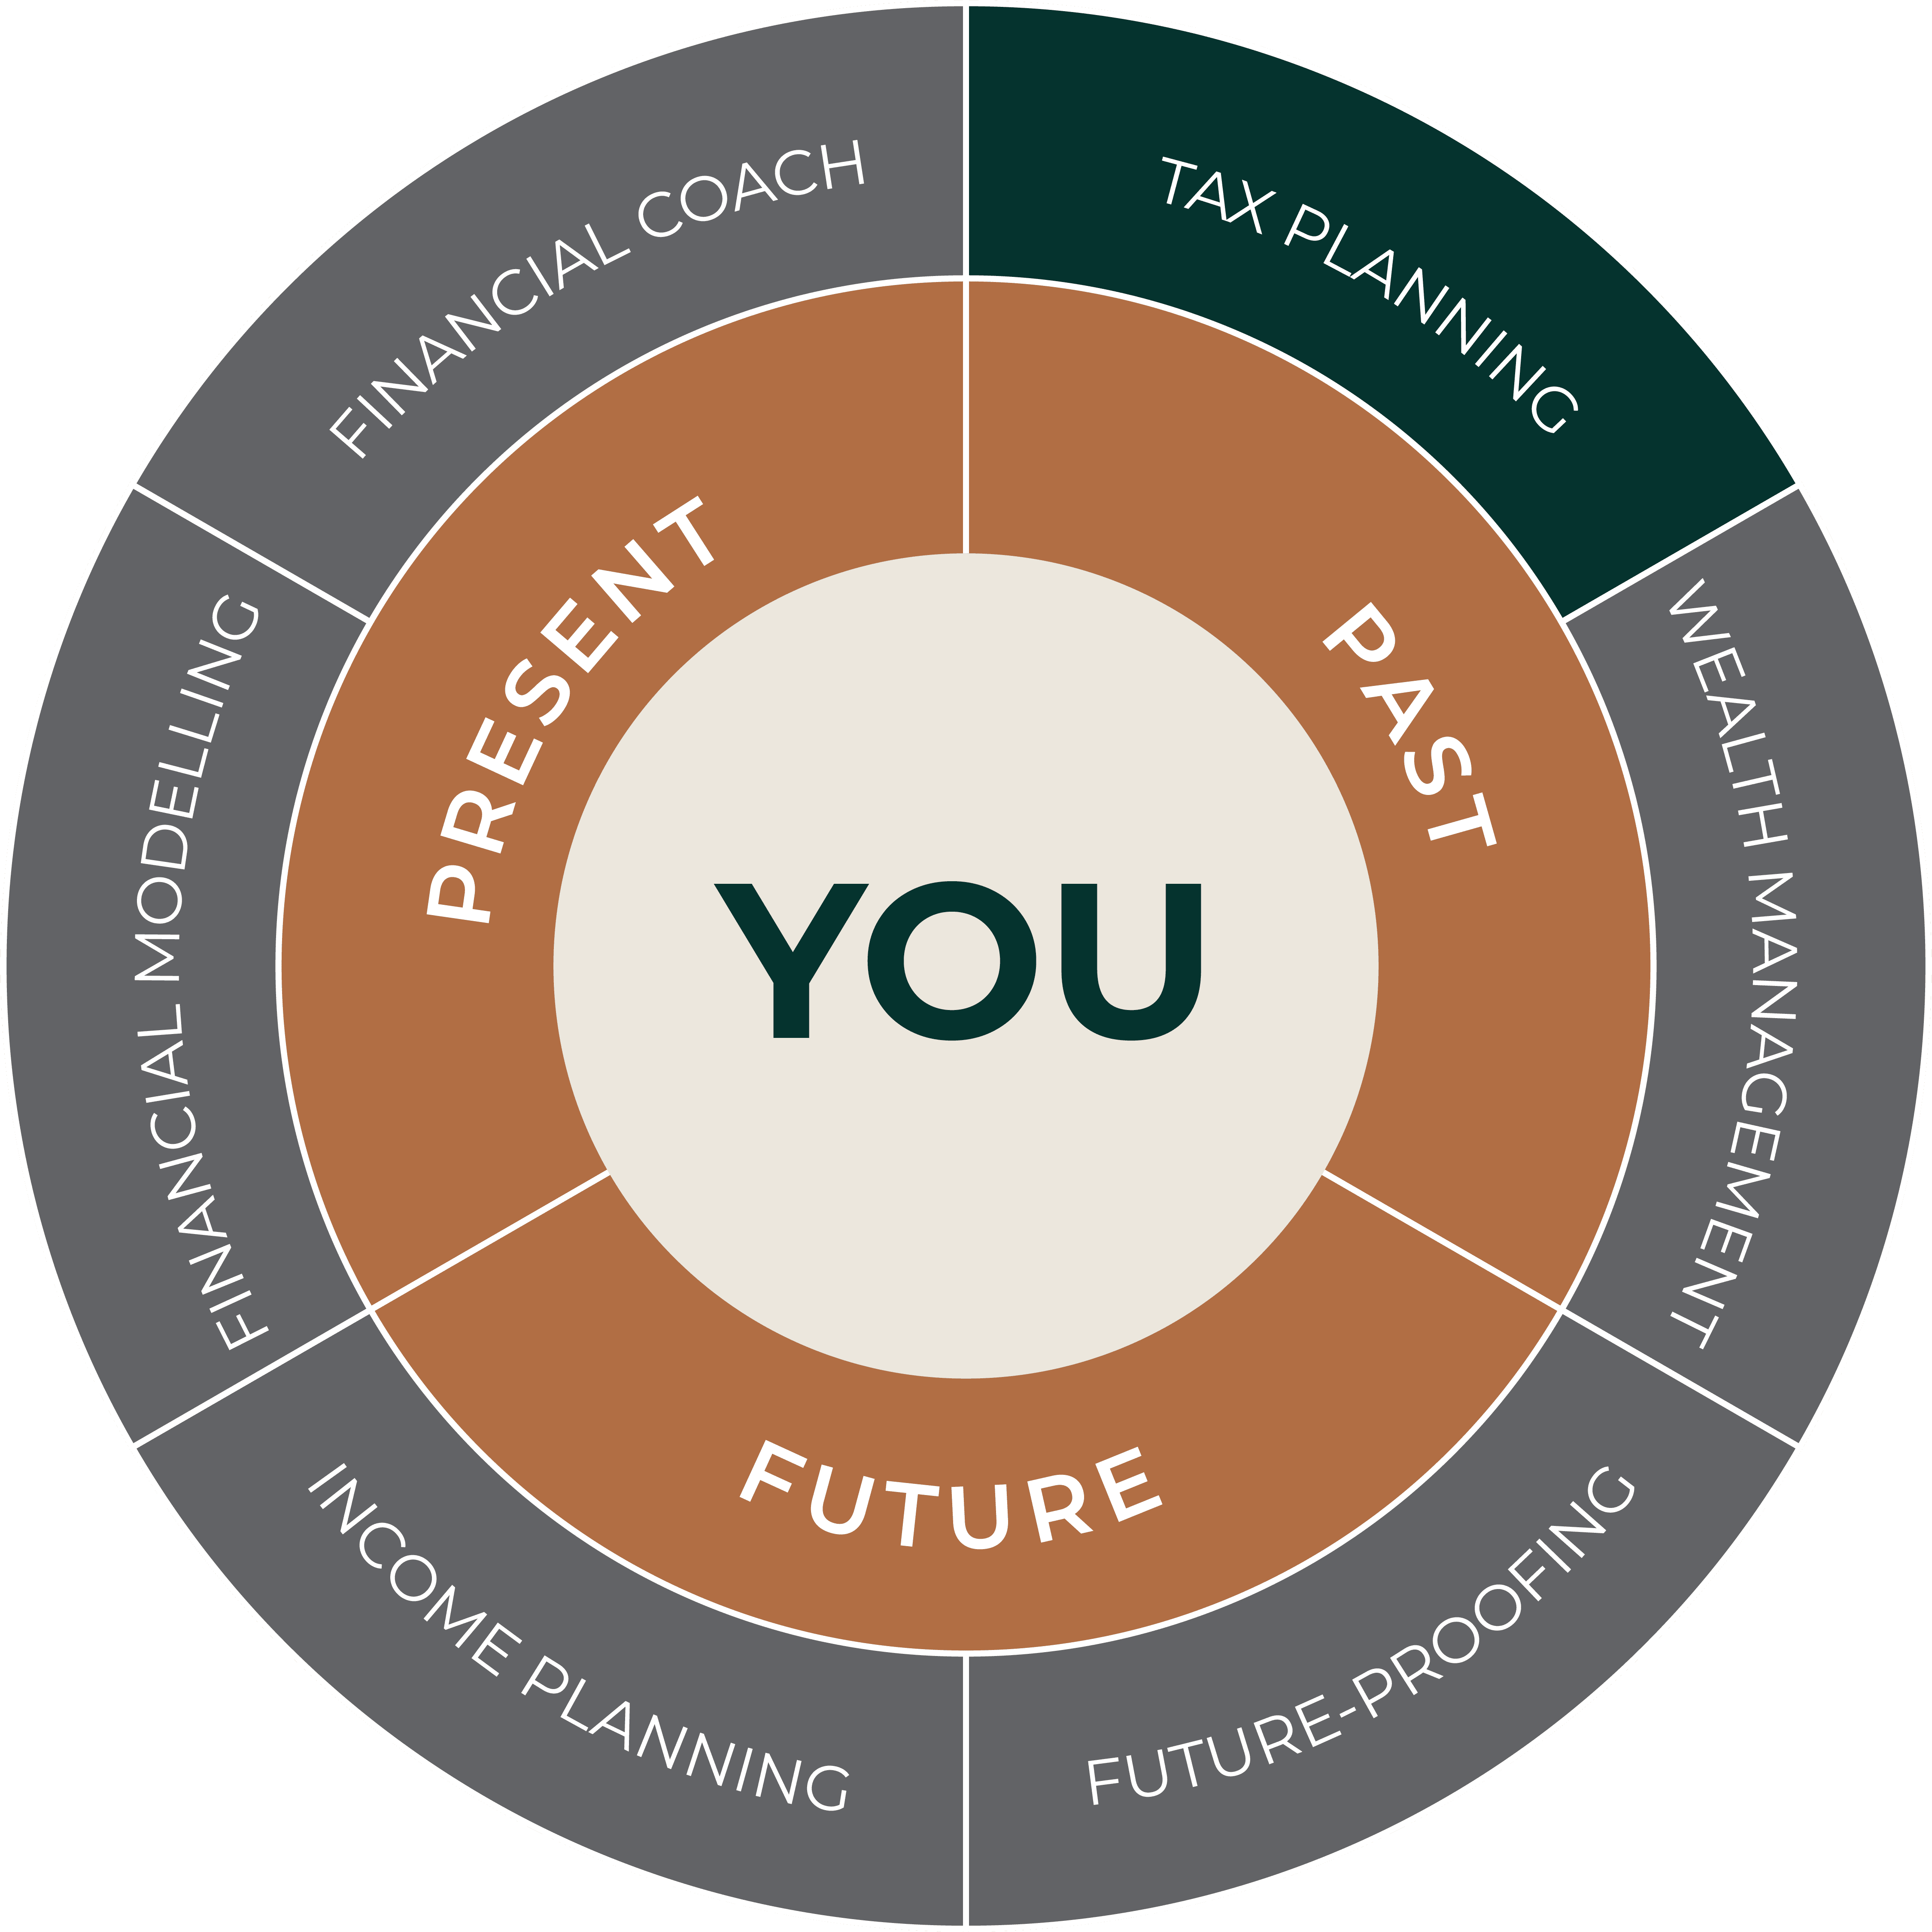 TAX PLANNING
WEALTH MANAGEMENT
FUTURE-PROOFING
INCOME PLANNING
FINANCIAL MODELLING
FINANCIAL COACH
PAST
FUTURE
PRESENT
YOU